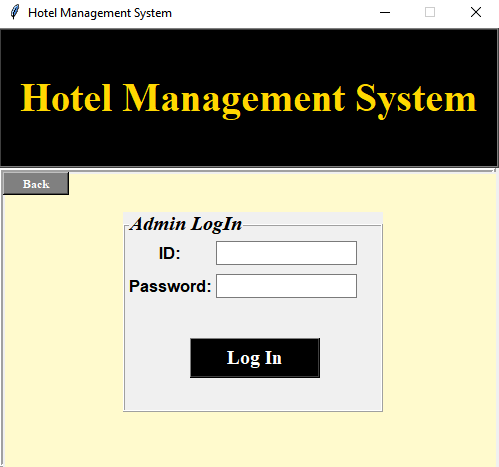 Hotel Management System
Hotel Management System
Back
Admin LogIn
ID:
Password:
Log In